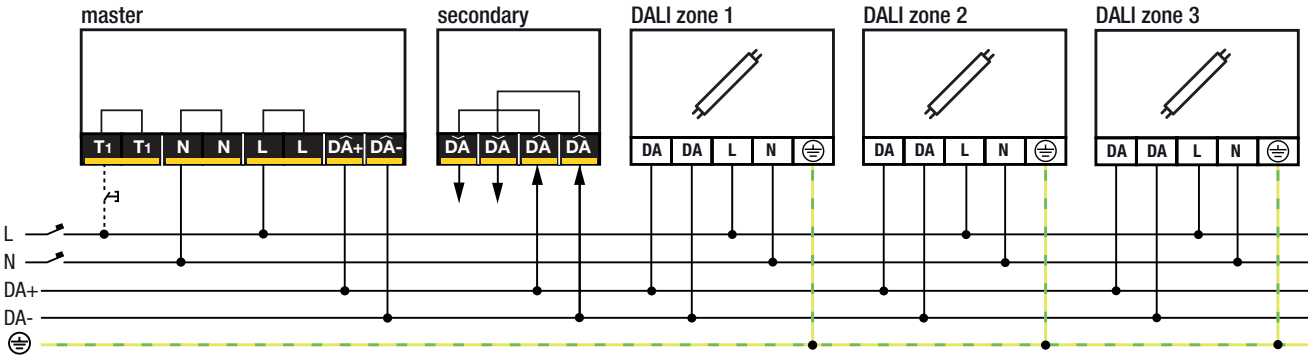 master secondary DALI zone 1 DALI zone 2 DALI zone 3
T1 T1 N N L L DA+ DA- DA DA DA DA DA DA L N DA DA L N DA DA L N
L
N
DA+
DA-